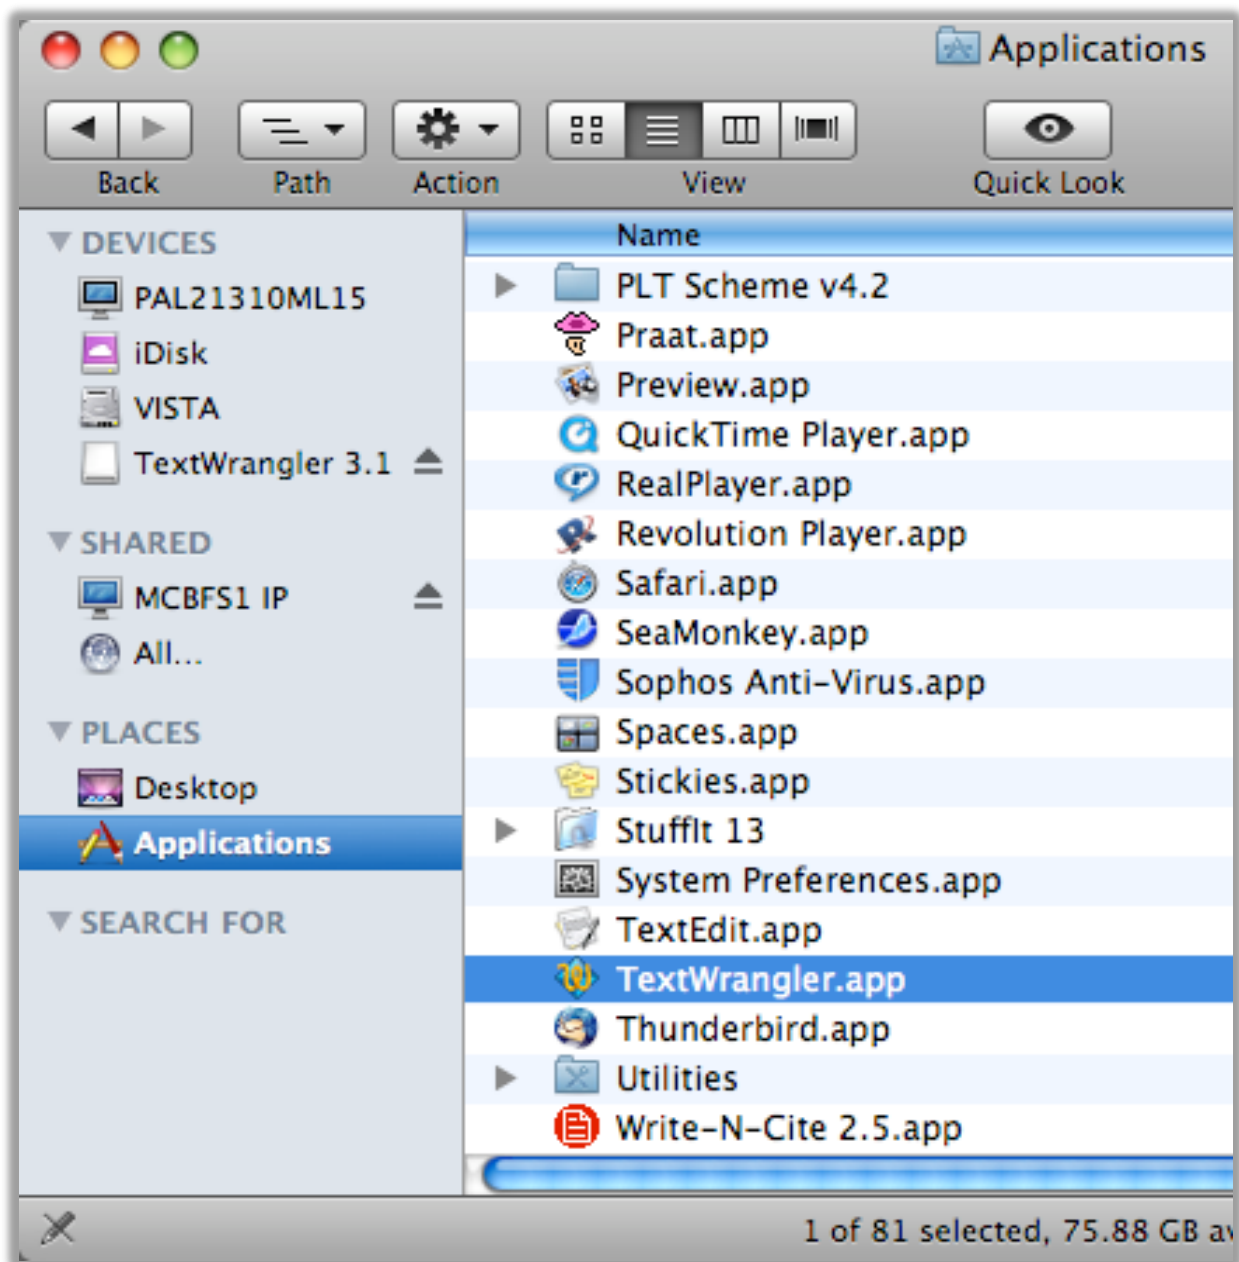 Applications
Back Path Action View Quick Look
DEVICES
PAL21310ML15
iDisk
VISTA
TextWrangler 3.1
SHARED
MCBFS1 IP
All...
PLACES
Desktop
Applications
SEARCH FOR
Name
PLT Scheme v4.2
Praat.app
Preview.app
QuickTime Player.app
RealPlayer.app
Revolution Player.app
Safari.app
SeaMonkey.app
Sophos Anti-Virus.app
Spaces.app
Stickies.app
StuffIt 13
System Preferences.app
TextEdit.app
TextWrangler.app
Thunderbird.app
Utilities
Write-N-Cite 2.5.app
1 of 81 selected, 75.88 GB av